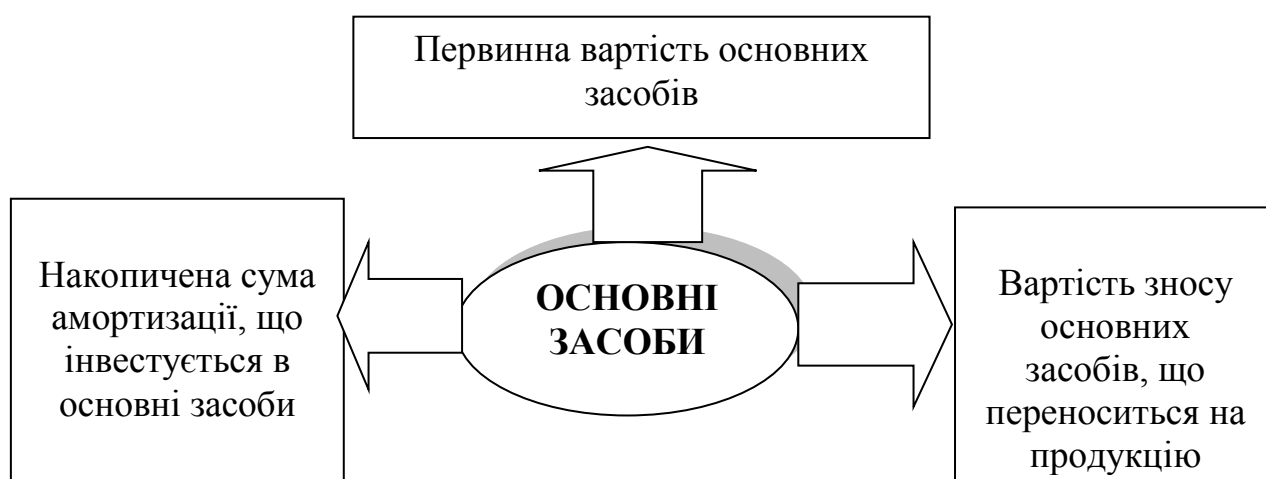 Первинна вартість основних
засобів
Накопичена сума
амортизації, що
інвестується в
основні засоби
ОСНОВНІ
ЗАСОБИ
Вартість зносу
основних
засобів, що
переноситься на
продукцію